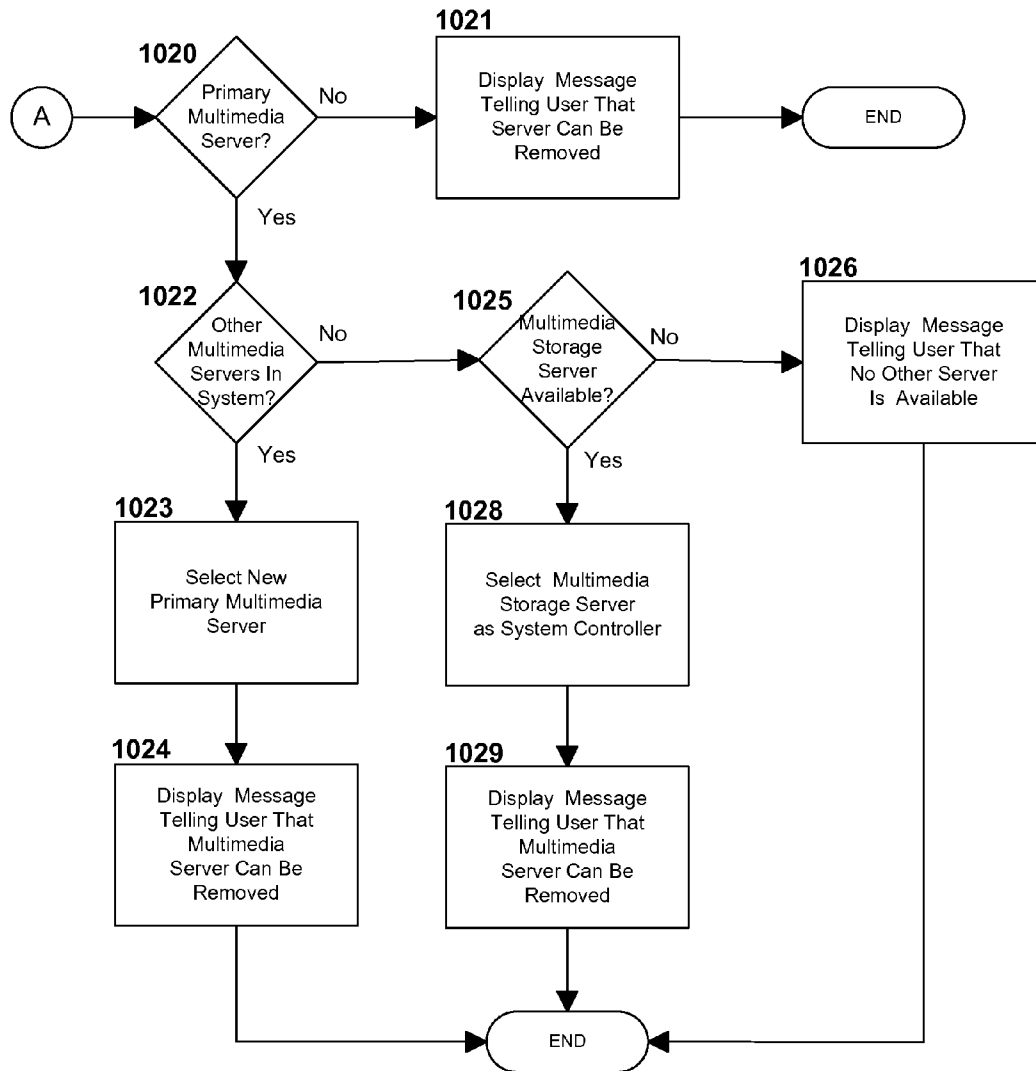 1020
1021
A
Primary
Multimedia
Server?
No
Display Message
Telling User That
Server Can Be
Removed
END
Yes
1022
1025
1026
Other
Multimedia
Servers In
System?
No
Multimedia
Storage
Server
Available?
No
Display Message
Telling User That
No Other Server
Is Available
Yes
Yes
1023
1028
Select New
Primary Multimedia
Server
Select Multimedia
Storage Server
as System Controller
1024
1029
Display Message
Telling User That
Multimedia
Server Can Be
Removed
Display Message
Telling User That
Multimedia
Server Can Be
Removed
END